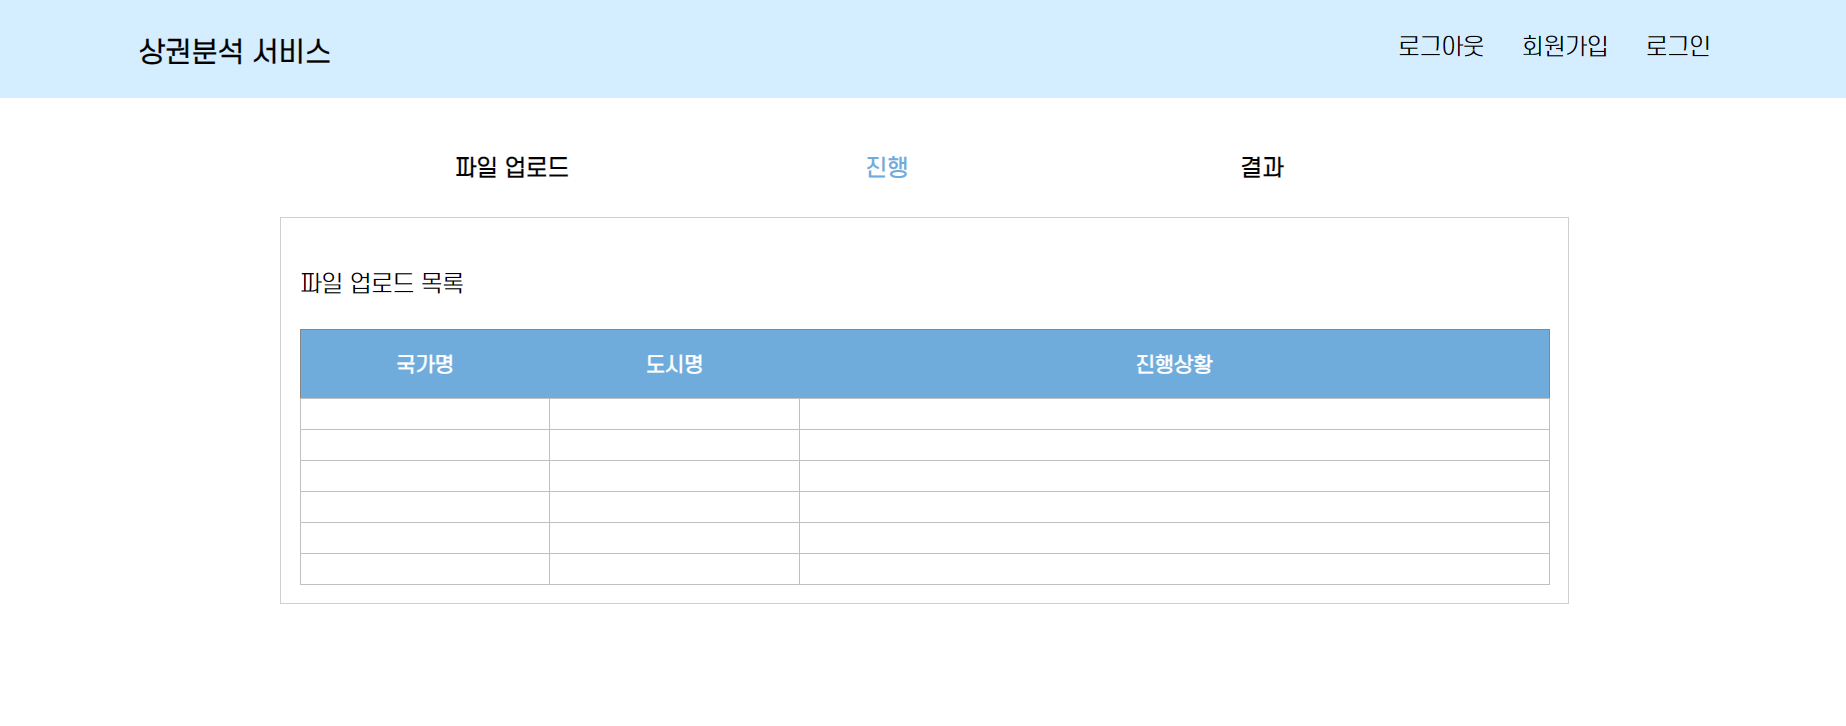 상권분석 서비스
로그아웃 회원가입 로그인
파일 업로드 진행 결과
파일 업로드 목록
국가명 도시명 진행상황